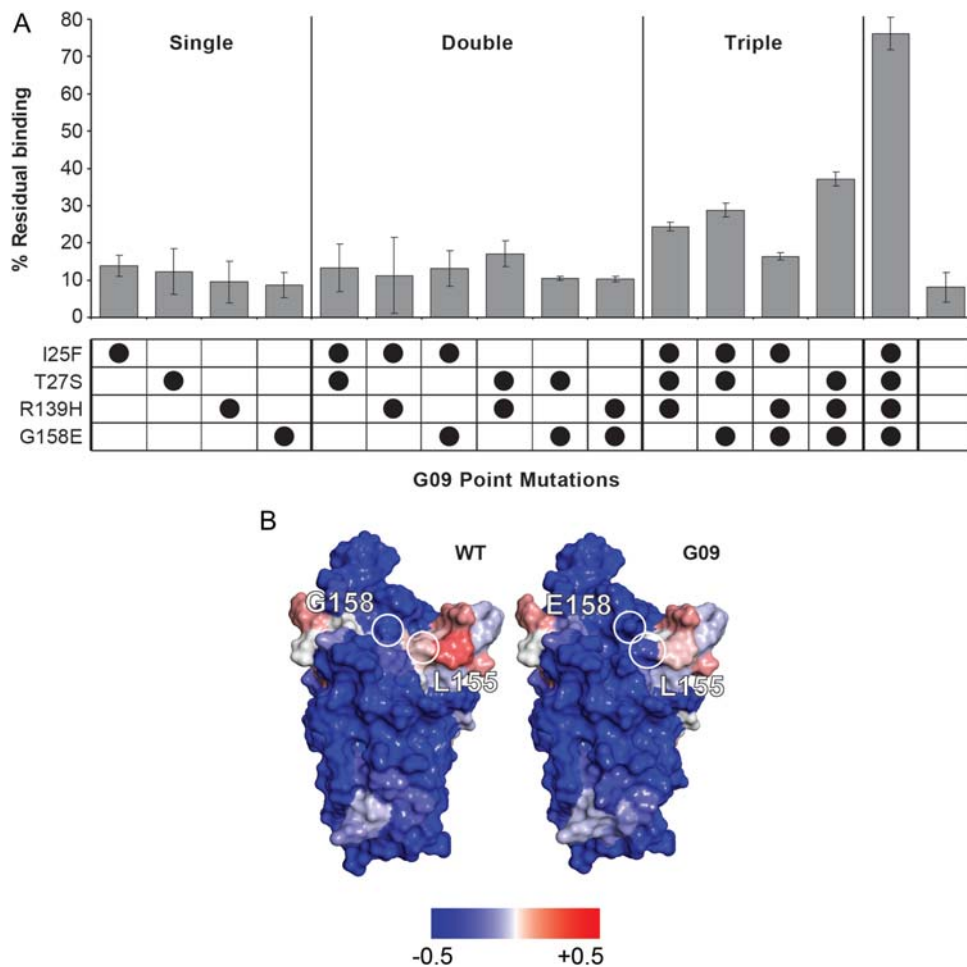 A
Single
Double
Triple
% Residual binding
80
70
60
50
40
30
20
10
0
I25F
T27S
R139H
G158E
G09 Point Mutations
B
WT
G09
G158
E158
L155
L155
-0.5
+0.5